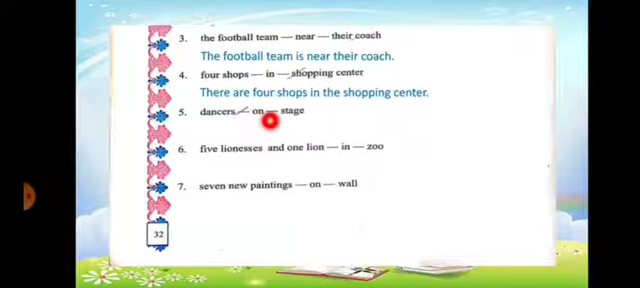 3. the football team — near — their coach
The football team is near their coach.
4. four shops — in — shopping center
There are four shops in the shopping center.
5. dancers — on — stage
6. five lionesses and one lion — in — zoo
7. seven new paintings — on — wall
32